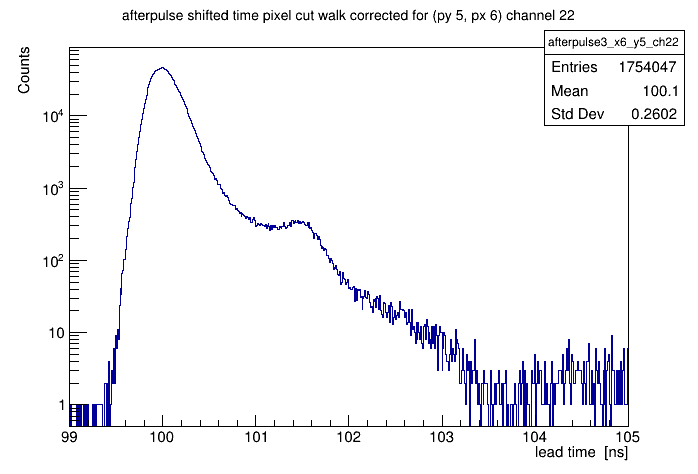 afterpulse shifted time pixel cut walk corrected for (py 5, px 6) channel 22
afterpulse3_x6_y5_ch22
Entries 1754047
Mean 100.1
Std Dev 0.2602
Counts
10^4
10^3
10^2
10
1
99 100 101 102 103 104 105
lead time [ns]